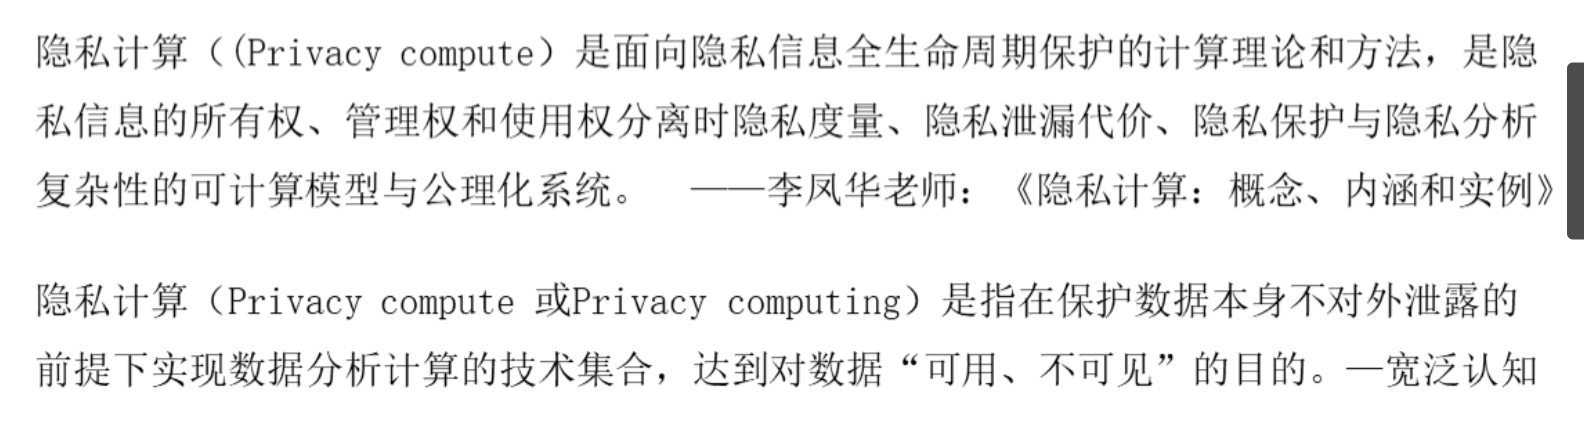 隐私计算（(Privacy compute）是面向隐私信息全生命周期保护的计算理论和方法，是隐
私信息的所有权、管理权和使用权分离时隐私度量、隐私泄漏代价、隐私保护与隐私分析
复杂性的可计算模型与公理化系统。　——李凤华老师：《隐私计算：概念、内涵和实例》
隐私计算（Privacy compute 或Privacy computing）是指在保护数据本身不对外泄露的
前提下实现数据分析计算的技术集合，达到对数据“可用、不可见”的目的。—宽泛认知